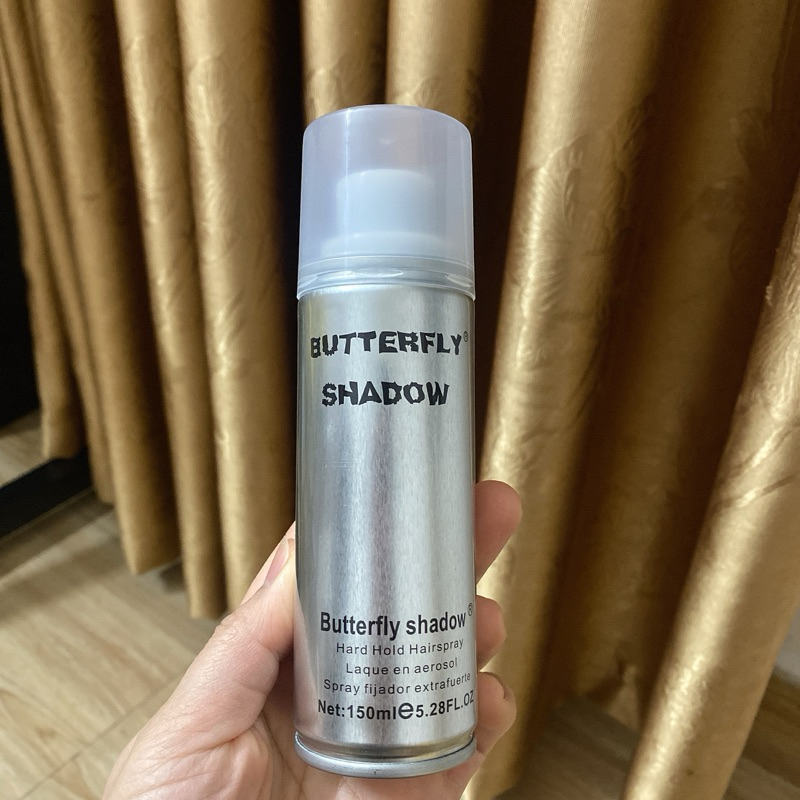 BUTTERFLY®
SHADOW
Butterfly shadow®
Hard Hold Hairspray
Laque en aerosol
Spray fijador extrafuerte
Net:150ml℮5.28FL.OZ